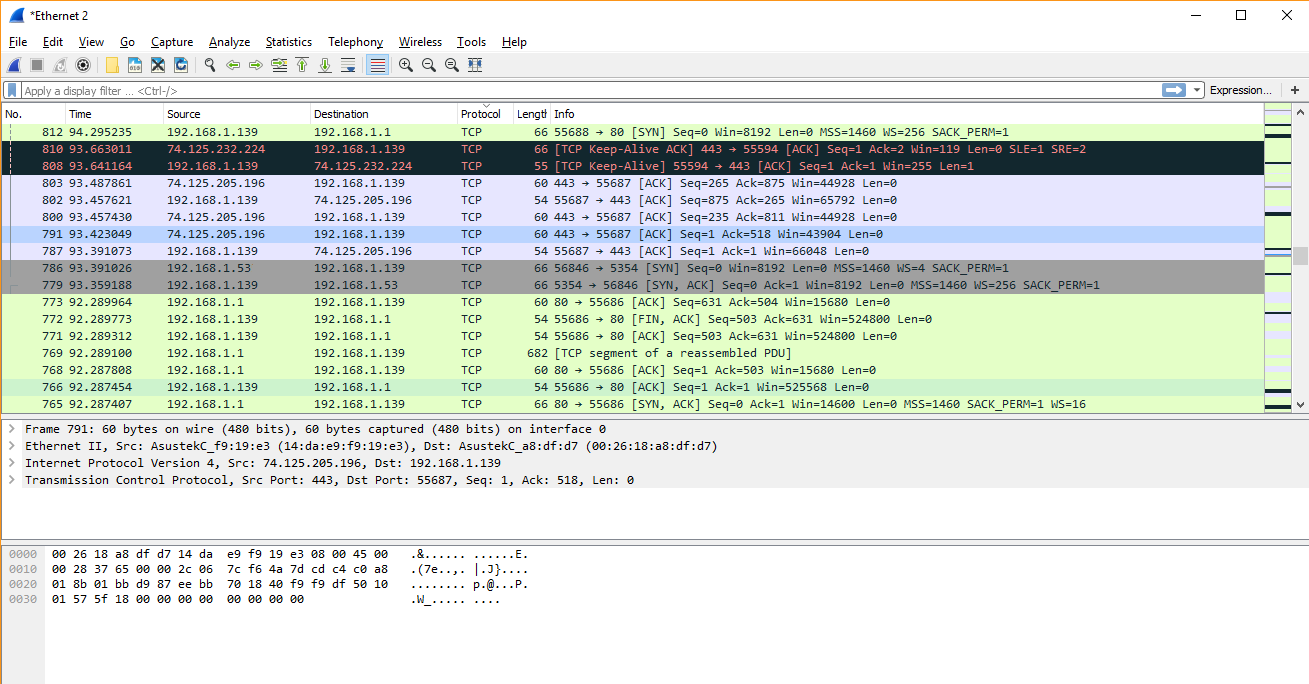 *Ethernet 2
File Edit View Go Capture Analyze Statistics Telephony Wireless Tools Help
Apply a display filter ... <Ctrl-/> Expression... +
No. Time Source Destination Protocol Length Info
812 94.295235 192.168.1.139 192.168.1.1 TCP 66 55688 → 80 [SYN] Seq=0 Win=8192 Len=0 MSS=1460 WS=256 SACK_PERM=1
810 93.663011 74.125.232.224 192.168.1.139 TCP 66 [TCP Keep-Alive ACK] 443 → 55594 [ACK] Seq=1 Ack=2 Win=119 Len=0 SLE=1 SRE=2
808 93.641164 192.168.1.139 74.125.232.224 TCP 55 [TCP Keep-Alive] 55594 → 443 [ACK] Seq=1 Ack=1 Win=255 Len=1
803 93.487861 74.125.205.196 192.168.1.139 TCP 60 443 → 55687 [ACK] Seq=265 Ack=875 Win=44928 Len=0
802 93.457621 192.168.1.139 74.125.205.196 TCP 54 55687 → 443 [ACK] Seq=875 Ack=265 Win=65792 Len=0
800 93.457430 74.125.205.196 192.168.1.139 TCP 60 443 → 55687 [ACK] Seq=235 Ack=811 Win=44928 Len=0
791 93.423049 74.125.205.196 192.168.1.139 TCP 60 443 → 55687 [ACK] Seq=1 Ack=518 Win=43904 Len=0
787 93.391073 192.168.1.139 74.125.205.196 TCP 54 55687 → 443 [ACK] Seq=1 Ack=1 Win=66048 Len=0
786 93.391026 192.168.1.53 192.168.1.139 TCP 66 56846 → 5354 [SYN] Seq=0 Win=8192 Len=0 MSS=1460 WS=4 SACK_PERM=1
779 93.359188 192.168.1.139 192.168.1.53 TCP 66 5354 → 56846 [SYN, ACK] Seq=0 Ack=1 Win=8192 Len=0 MSS=1460 WS=256 SACK_PERM=1
773 92.289964 192.168.1.1 192.168.1.139 TCP 60 80 → 55686 [ACK] Seq=631 Ack=504 Win=15680 Len=0
772 92.289773 192.168.1.139 192.168.1.1 TCP 54 55686 → 80 [FIN, ACK] Seq=503 Ack=631 Win=524800 Len=0
771 92.289312 192.168.1.139 192.168.1.1 TCP 54 55686 → 80 [ACK] Seq=503 Ack=631 Win=524800 Len=0
769 92.289100 192.168.1.1 192.168.1.139 TCP 682 [TCP segment of a reassembled PDU]
768 92.287808 192.168.1.1 192.168.1.139 TCP 60 80 → 55686 [ACK] Seq=1 Ack=503 Win=15680 Len=0
766 92.287454 192.168.1.139 192.168.1.1 TCP 54 55686 → 80 [ACK] Seq=1 Ack=1 Win=525568 Len=0
765 92.287407 192.168.1.1 192.168.1.139 TCP 66 80 → 55686 [SYN, ACK] Seq=0 Ack=1 Win=14600 Len=0 MSS=1460 SACK_PERM=1 WS=16
Frame 791: 60 bytes on wire (480 bits), 60 bytes captured (480 bits) on interface 0
Ethernet II, Src: AsustekC_f9:19:e3 (14:da:e9:f9:19:e3), Dst: AsustekC_a8:df:d7 (00:26:18:a8:df:d7)
Internet Protocol Version 4, Src: 74.125.205.196, Dst: 192.168.1.139
Transmission Control Protocol, Src Port: 443, Dst Port: 55687, Seq: 1, Ack: 518, Len: 0
0000 00 26 18 a8 df d7 14 da e9 f9 19 e3 08 00 45 00 .&...... ......E.
0010 00 28 37 65 00 00 2c 06 7c f6 4a 7d cd c4 c0 a8 .(7e..,. |.J}....
0020 01 8b 01 bb d9 87 ee bb 70 18 40 f9 f9 df 50 10 ........ p.@...P.
0030 01 57 5f 18 00 00 00 00 00 00 00 00 .W_..... ....